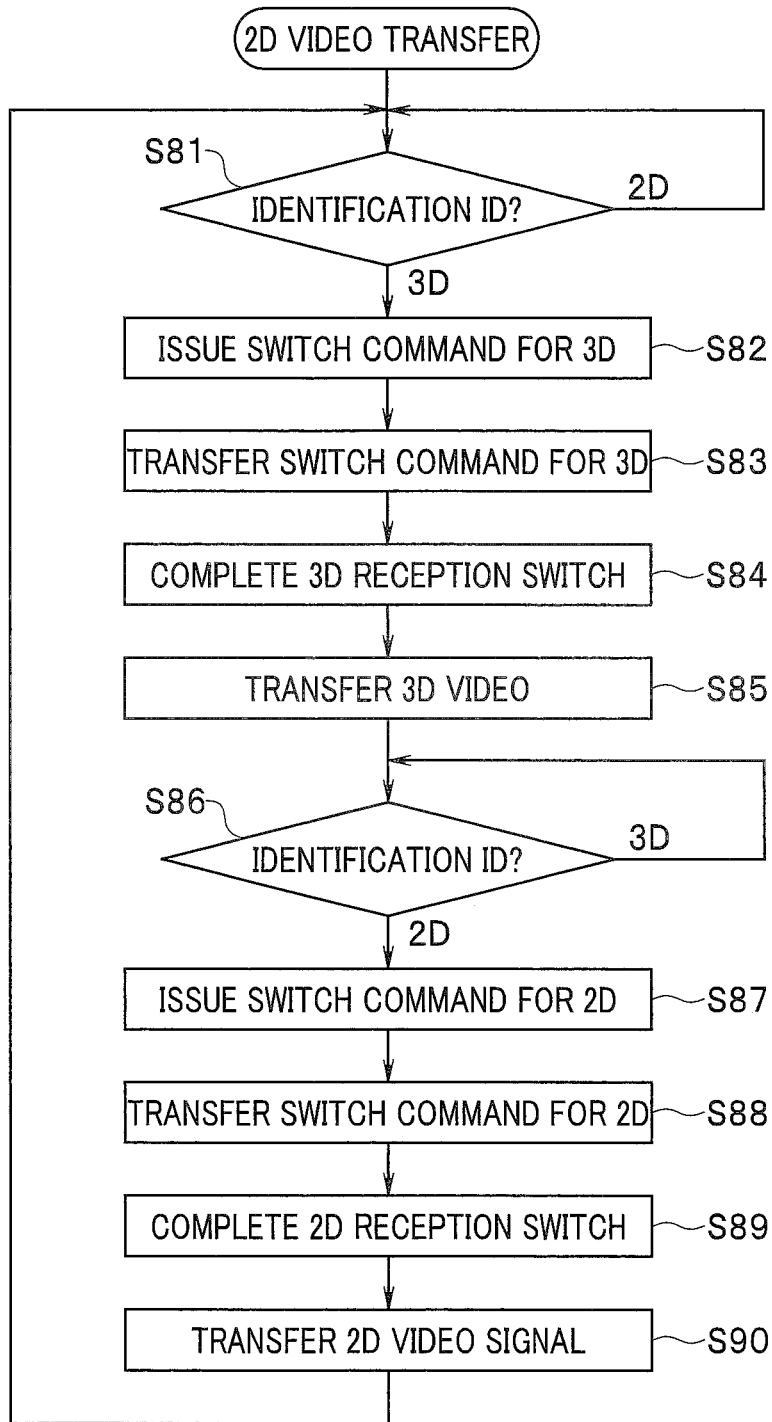 2D VIDEO TRANSFER
S81
IDENTIFICATION ID?
2D
3D
ISSUE SWITCH COMMAND FOR 3D
S82
TRANSFER SWITCH COMMAND FOR 3D
S83
COMPLETE 3D RECEPTION SWITCH
S84
TRANSFER 3D VIDEO
S85
S86
IDENTIFICATION ID?
3D
2D
ISSUE SWITCH COMMAND FOR 2D
S87
TRANSFER SWITCH COMMAND FOR 2D
S88
COMPLETE 2D RECEPTION SWITCH
S89
TRANSFER 2D VIDEO SIGNAL
S90